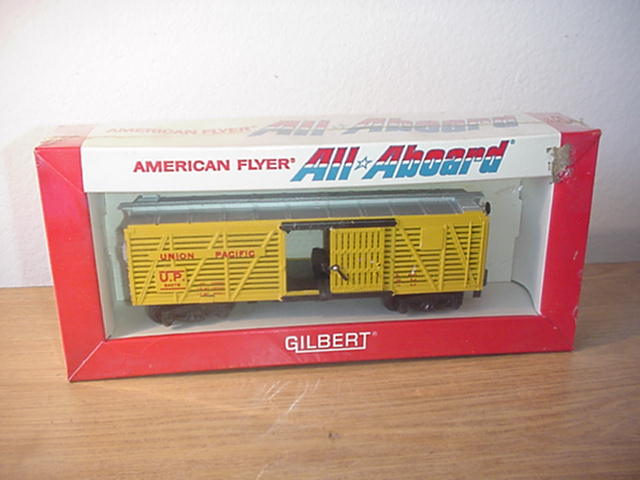 AMERICAN FLYER® All Aboard
AMERICAN FLYER® All Aboard®
UNION PACIFIC
U.P.
GILBERT®